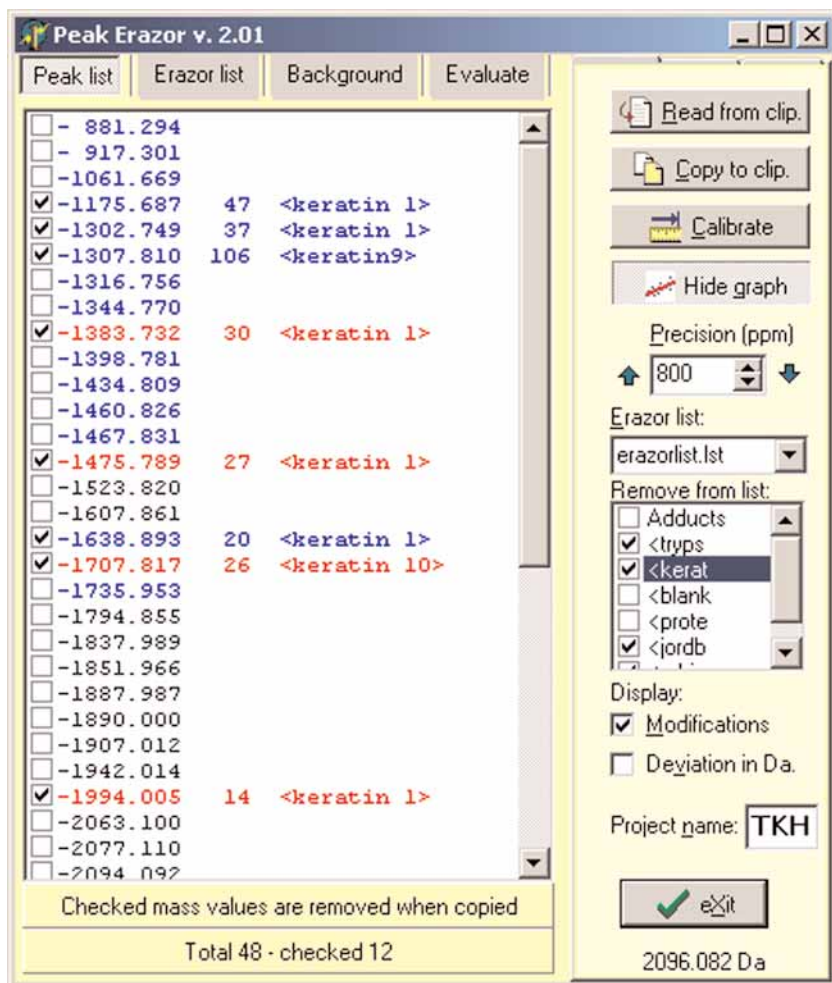 Peak Erazor v. 2.01
Peak list Erazor list Background Evaluate
- 881.294
- 917.301
-1061.669
-1175.687 47 <keratin 1>
-1302.749 37 <keratin 1>
-1307.810 106 <keratin9>
-1316.756
-1344.770
-1383.732 30 <keratin 1>
-1398.781
-1434.809
-1460.826
-1467.831
-1475.789 27 <keratin 1>
-1523.820
-1607.861
-1638.893 20 <keratin 1>
-1707.817 26 <keratin 10>
-1735.953
-1794.855
-1837.989
-1851.966
-1887.987
-1890.000
-1907.012
-1942.014
-1994.005 14 <keratin 1>
-2063.100
-2077.110
-2094.092
Checked mass values are removed when copied
Total 48 - checked 12
Read from clip.
Copy to clip.
Calibrate
Hide graph
Precision (ppm)
800
Erazor list:
erazorlist.lst
Remove from list:
Adducts
<tryps
<kerat
<blank
<prote
<jordb
Display:
Modifications
Deviation in Da.
Project name: TKH
eXit
2096.082 Da